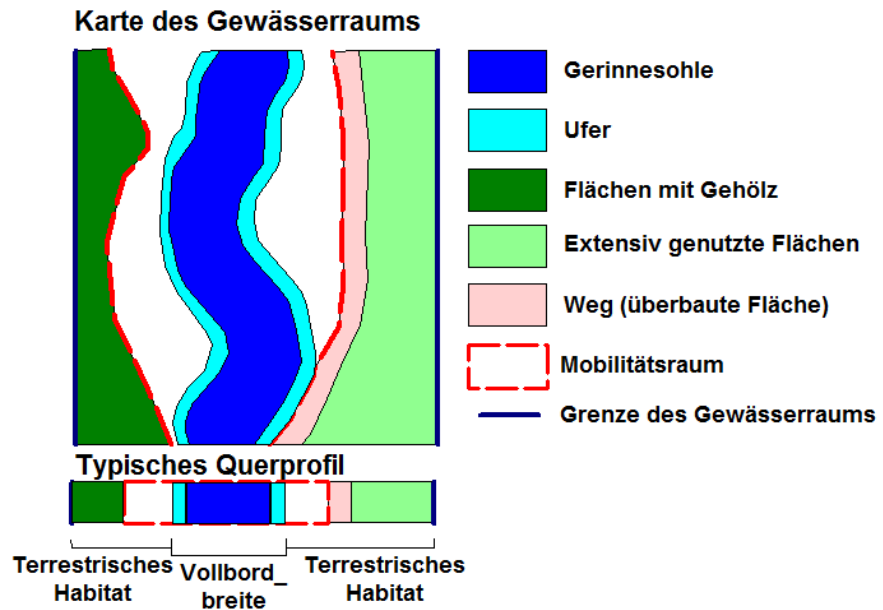 Karte des Gewässerraums
Gerinnesohle
Ufer
Flächen mit Gehölz
Extensiv genutzte Flächen
Weg (überbaute Fläche)
Mobilitätsraum
Grenze des Gewässerraums
Typisches Querprofil
Terrestrisches
Habitat
Vollbord_
breite
Terrestrisches
Habitat